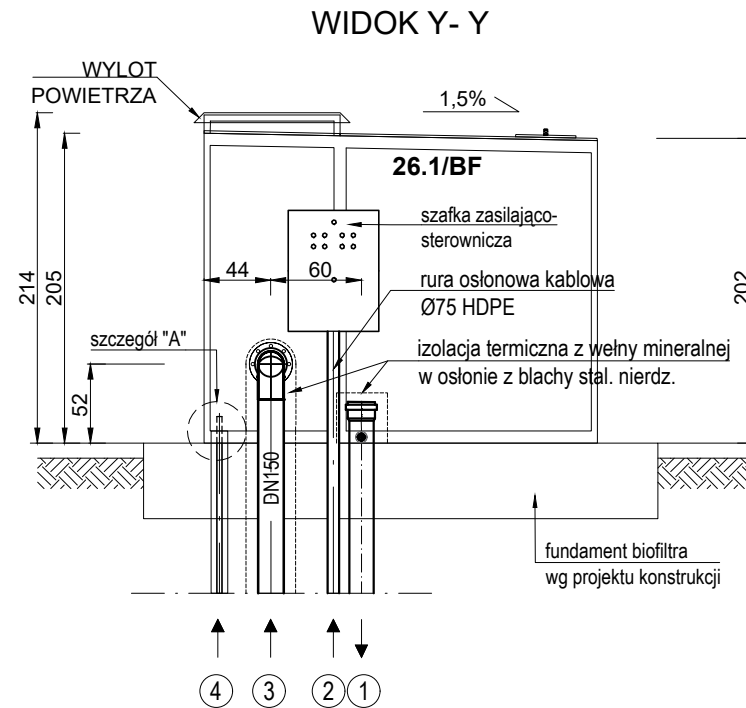 WIDOK Y- Y
WYLOT
POWIETRZA
1,5%
26.1/BF
szafka zasilająco-
sterownicza
44
60
rura osłonowa kablowa
Ø75 HDPE
214
205
202
szczegół "A"
izolacja termiczna z wełny mineralnej
w osłonie z blachy stal. nierdz.
52
DN150
fundament biofiltra
wg projektu konstrukcji
4
3
2
1